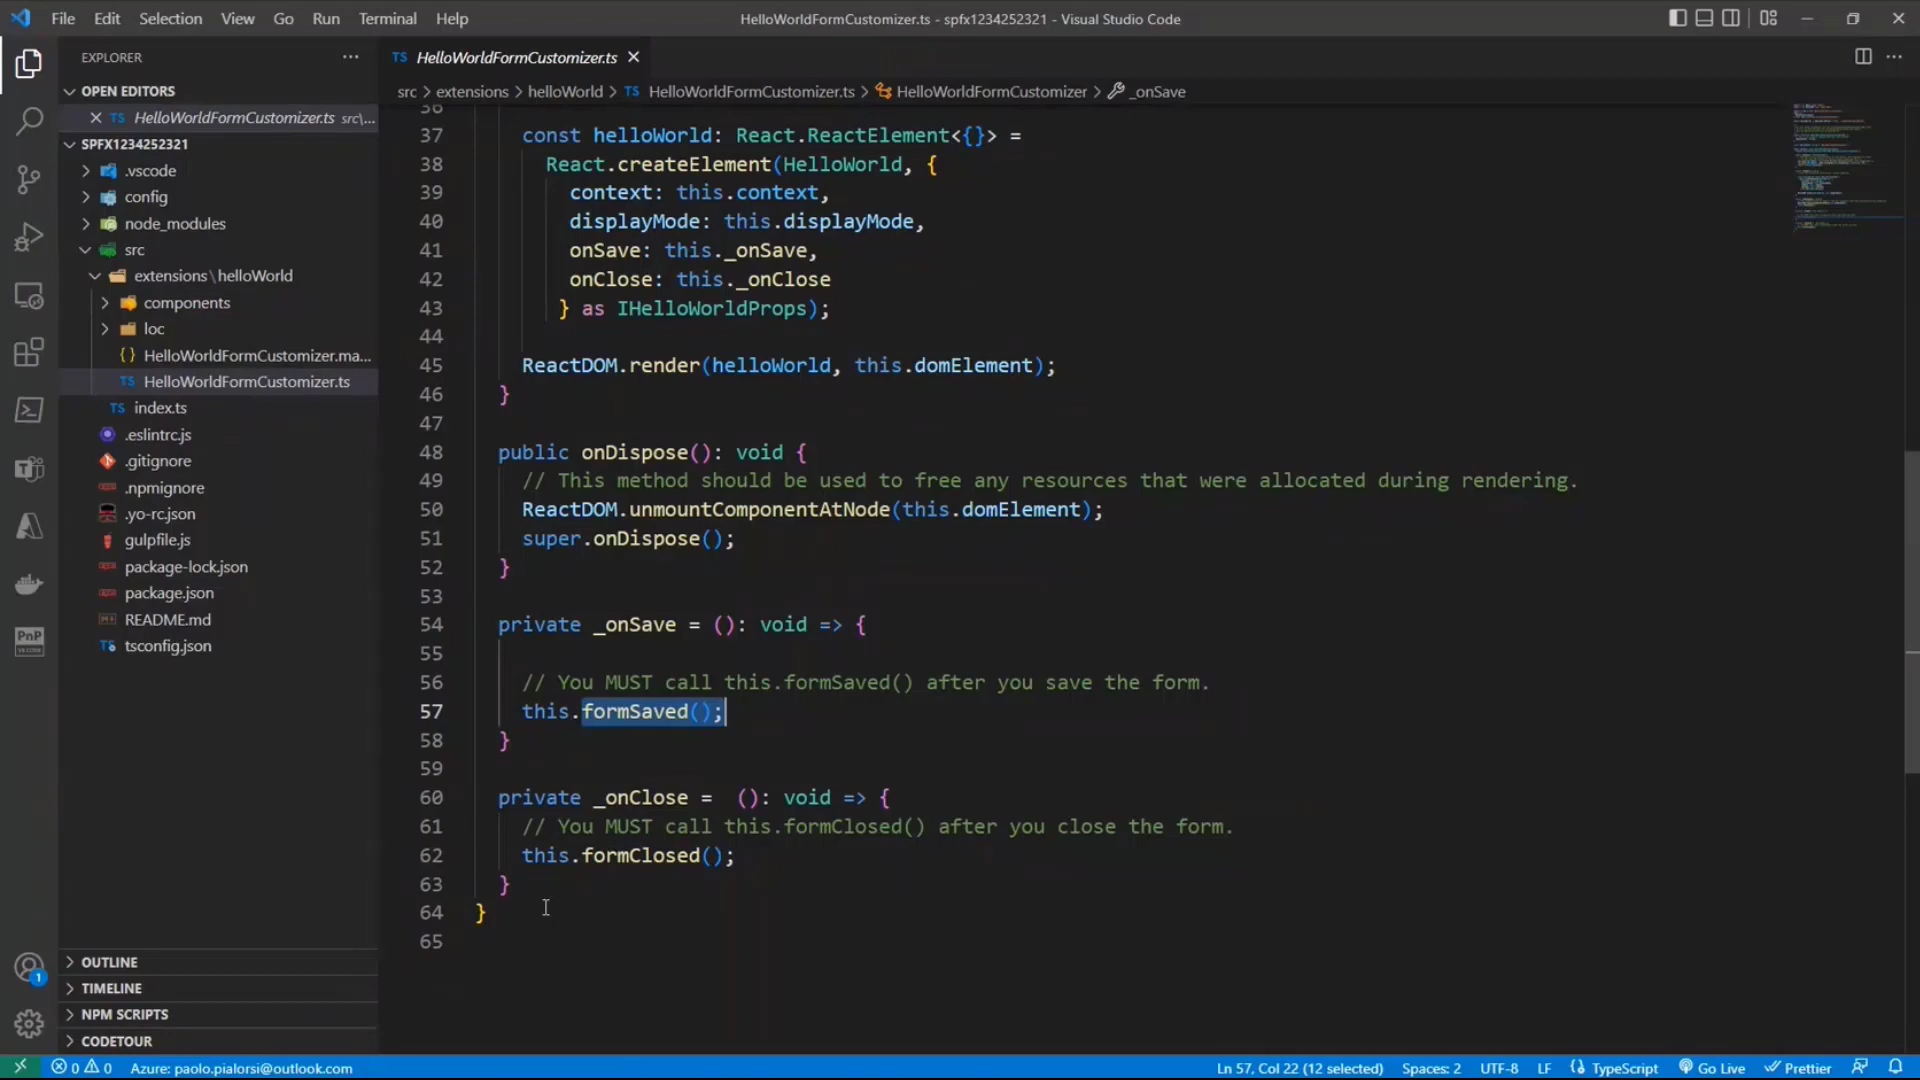 File Edit Selection View Go Run Terminal Help
HelloWorldFormCustomizer.ts - spfx1234252321 - Visual Studio Code
EXPLORER
OPEN EDITORS
TS HelloWorldFormCustomizer.ts src\...
SPFX1234252321
.vscode
config
node_modules
src
extensions\helloWorld
components
loc
{} HelloWorldFormCustomizer.ma...
TS HelloWorldFormCustomizer.ts
TS index.ts
.eslintrc.js
.gitignore
.npmignore
.yo-rc.json
gulpfile.js
package-lock.json
package.json
README.md
tsconfig.json
OUTLINE
TIMELINE
NPM SCRIPTS
CODETOUR
TS HelloWorldFormCustomizer.ts
src > extensions > helloWorld > TS HelloWorldFormCustomizer.ts > HelloWorldFormCustomizer > _onSave
36
37 const helloWorld: React.ReactElement<{}> =
38 React.createElement(HelloWorld, {
39 context: this.context,
40 displayMode: this.displayMode,
41 onSave: this._onSave,
42 onClose: this._onClose
43 } as IHelloWorldProps);
44
45 ReactDOM.render(helloWorld, this.domElement);
46 }
47
48 public onDispose(): void {
49 // This method should be used to free any resources that were allocated during rendering.
50 ReactDOM.unmountComponentAtNode(this.domElement);
51 super.onDispose();
52 }
53
54 private _onSave = (): void => {
55
56 // You MUST call this.formSaved() after you save the form.
57 this.formSaved();
58 }
59
60 private _onClose =  (): void => {
61 // You MUST call this.formClosed() after you close the form.
62 this.formClosed();
63 }
64 }
65
PnP
1
0 0 Azure: paolo.pialorsi@outlook.com
Ln 57, Col 22 (12 selected) Spaces: 2 UTF-8 LF TypeScript Go Live Prettier